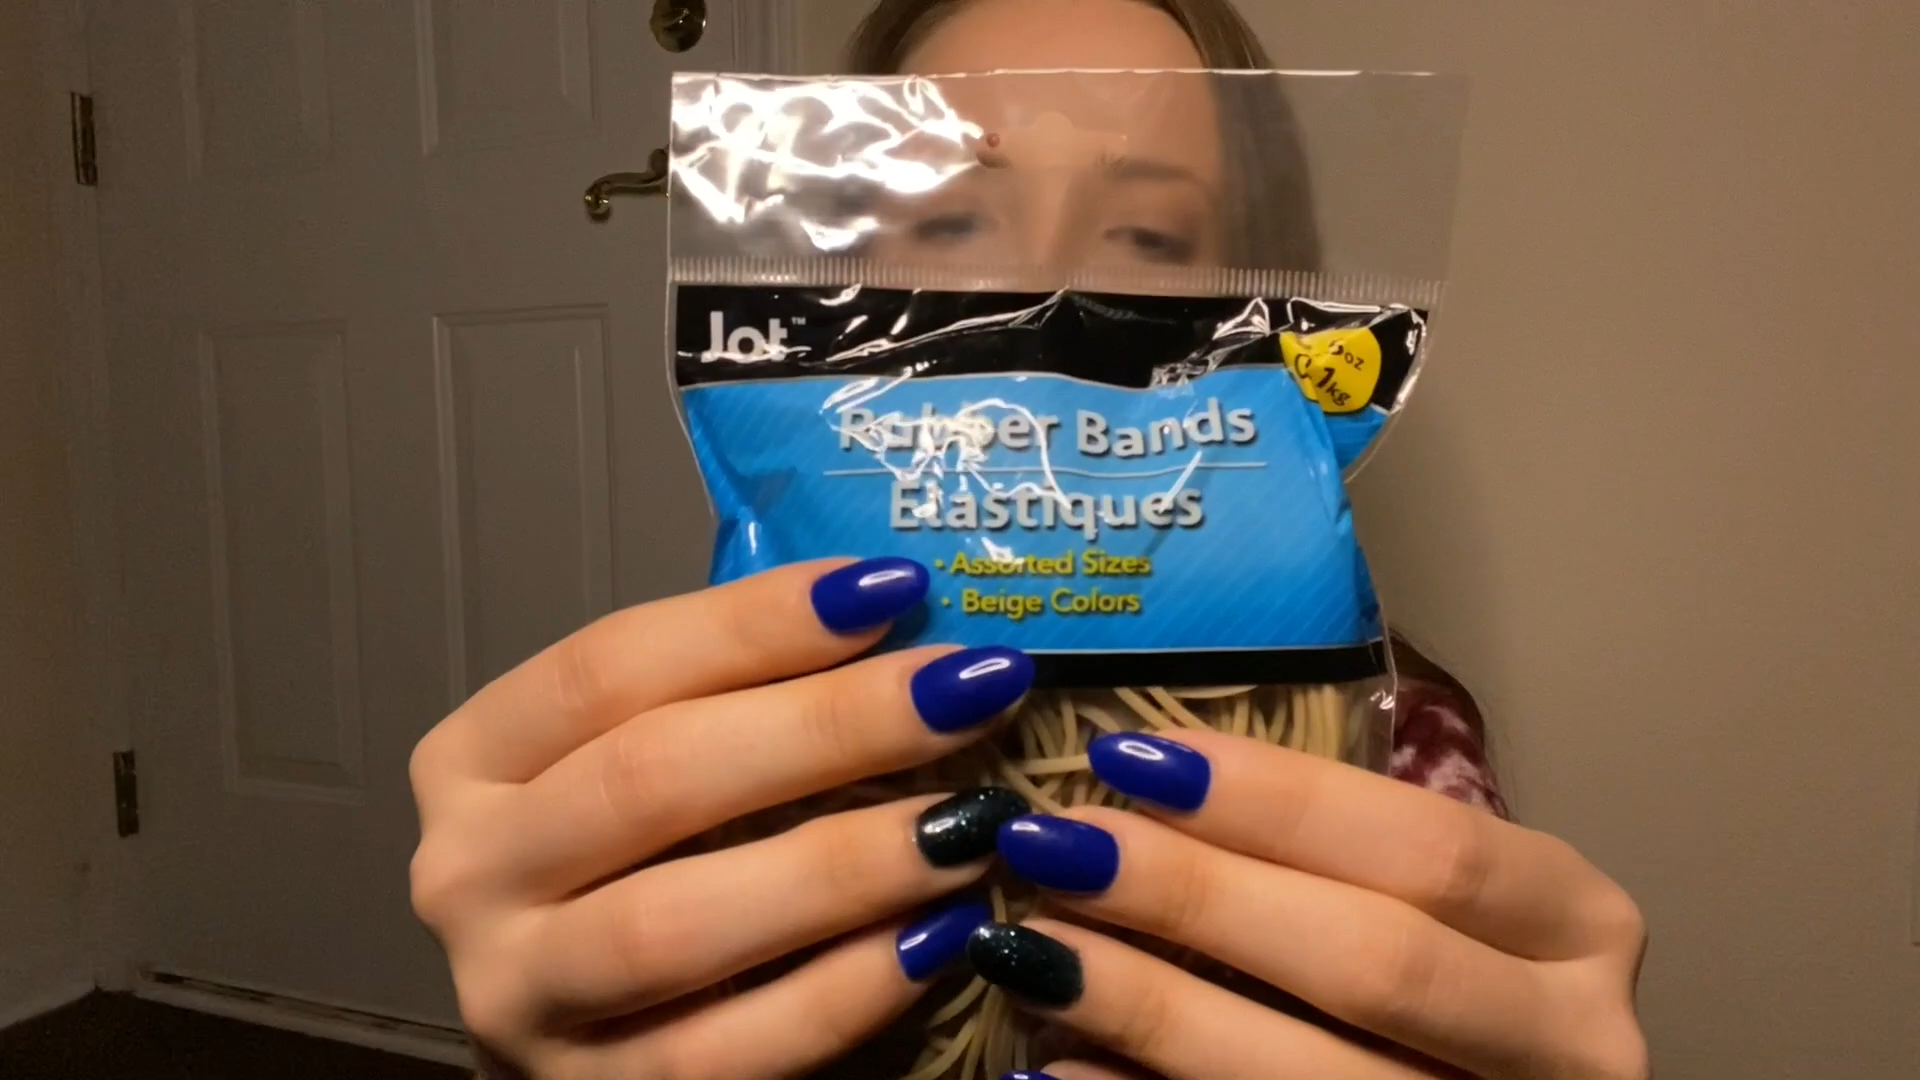 Jot™
Rubber Bands
Elastiques
• Assorted Sizes
• Beige Colors